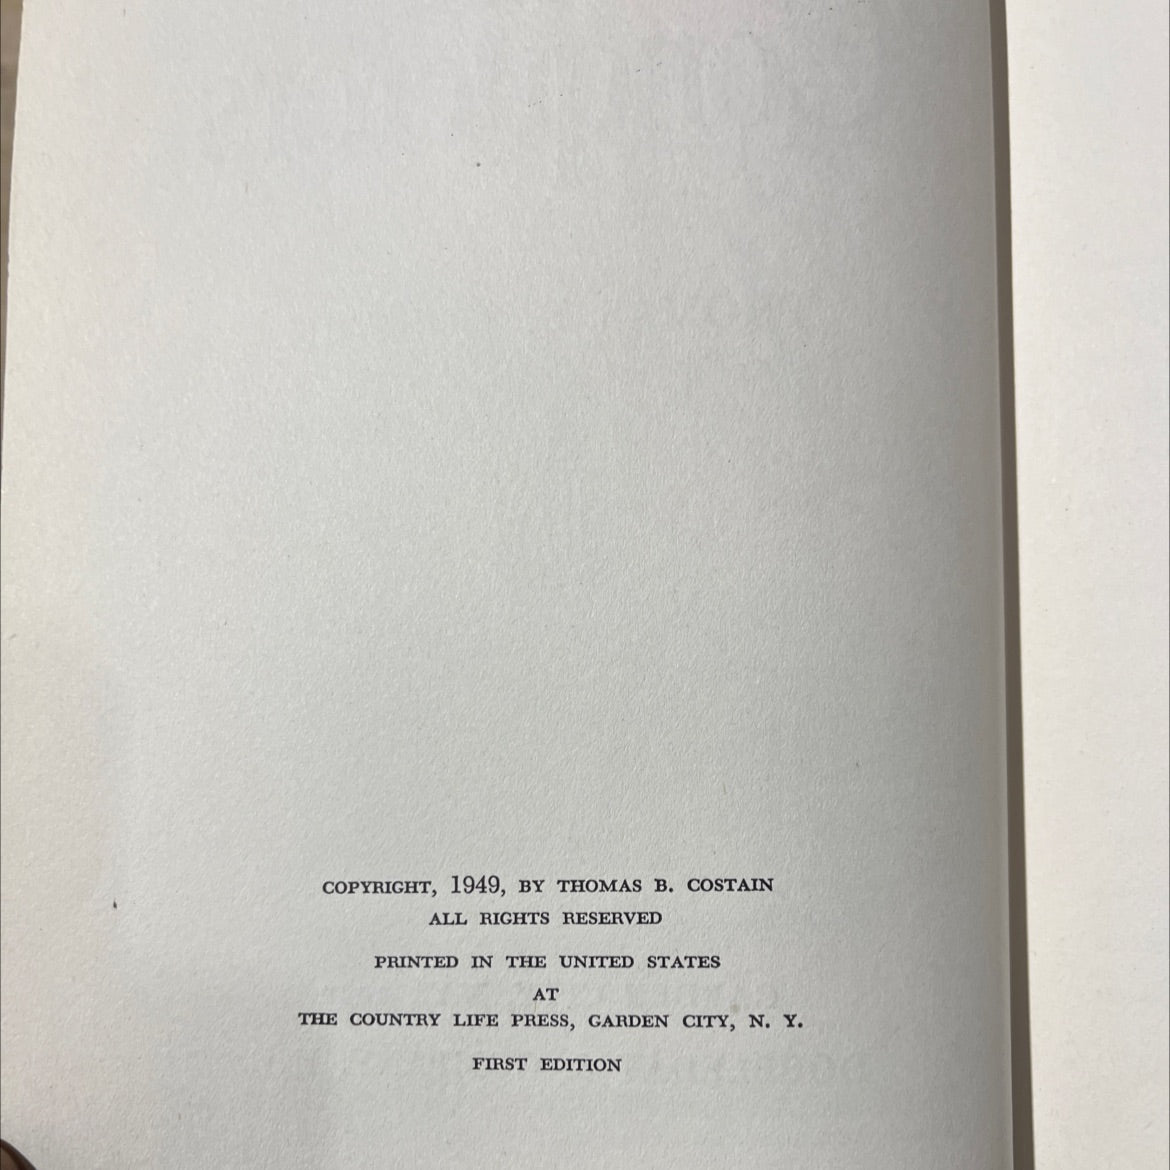 COPYRIGHT, 1949, BY THOMAS B. COSTAIN
ALL RIGHTS RESERVED
PRINTED IN THE UNITED STATES
AT
THE COUNTRY LIFE PRESS, GARDEN CITY, N. Y.
FIRST EDITION